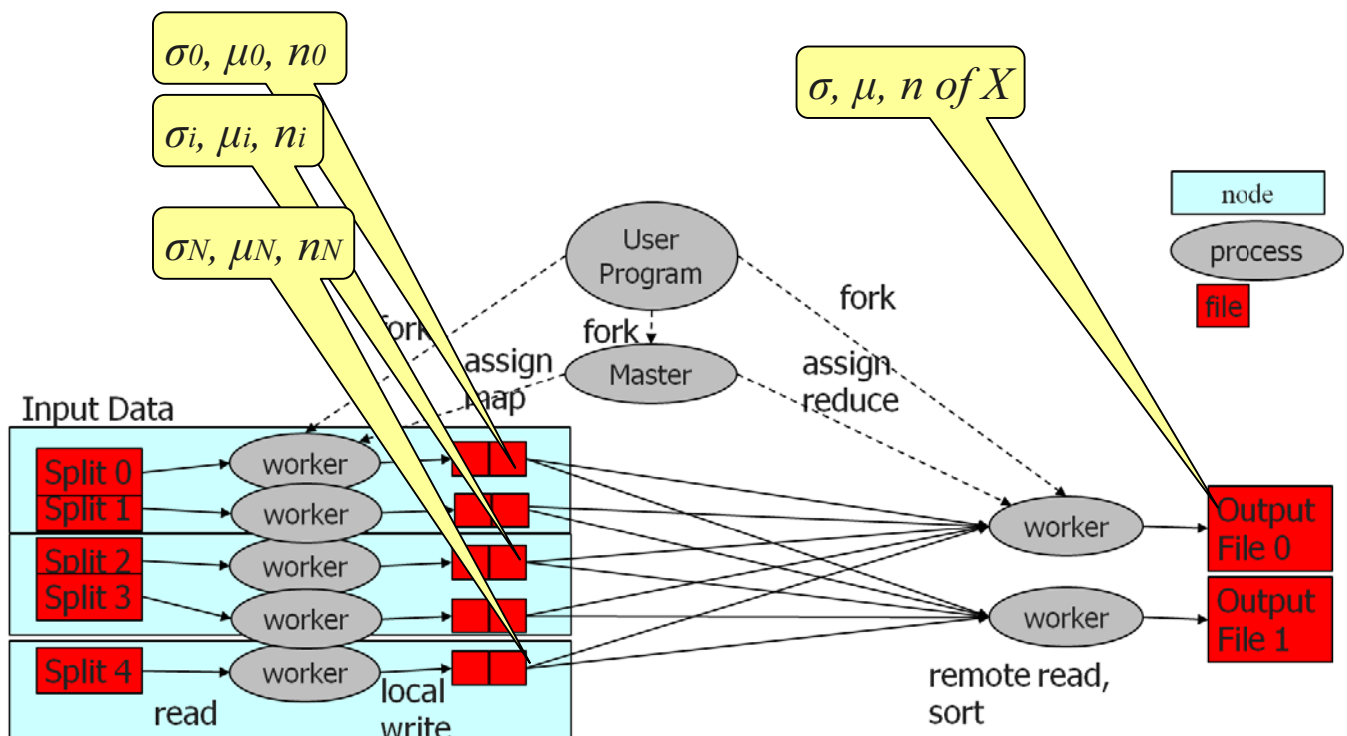 σ0, μ0, n0
σi, μi, ni
σN, μN, nN
σ, μ, n of X
node
process
file
User
Program
fork
fork
fork
assign
map
Master
assign
reduce
Input Data
Split 0
Split 1
Split 2
Split 3
Split 4
worker
worker
worker
worker
worker
read
local
write
worker
worker
remote read,
sort
Output
File 0
Output
File 1